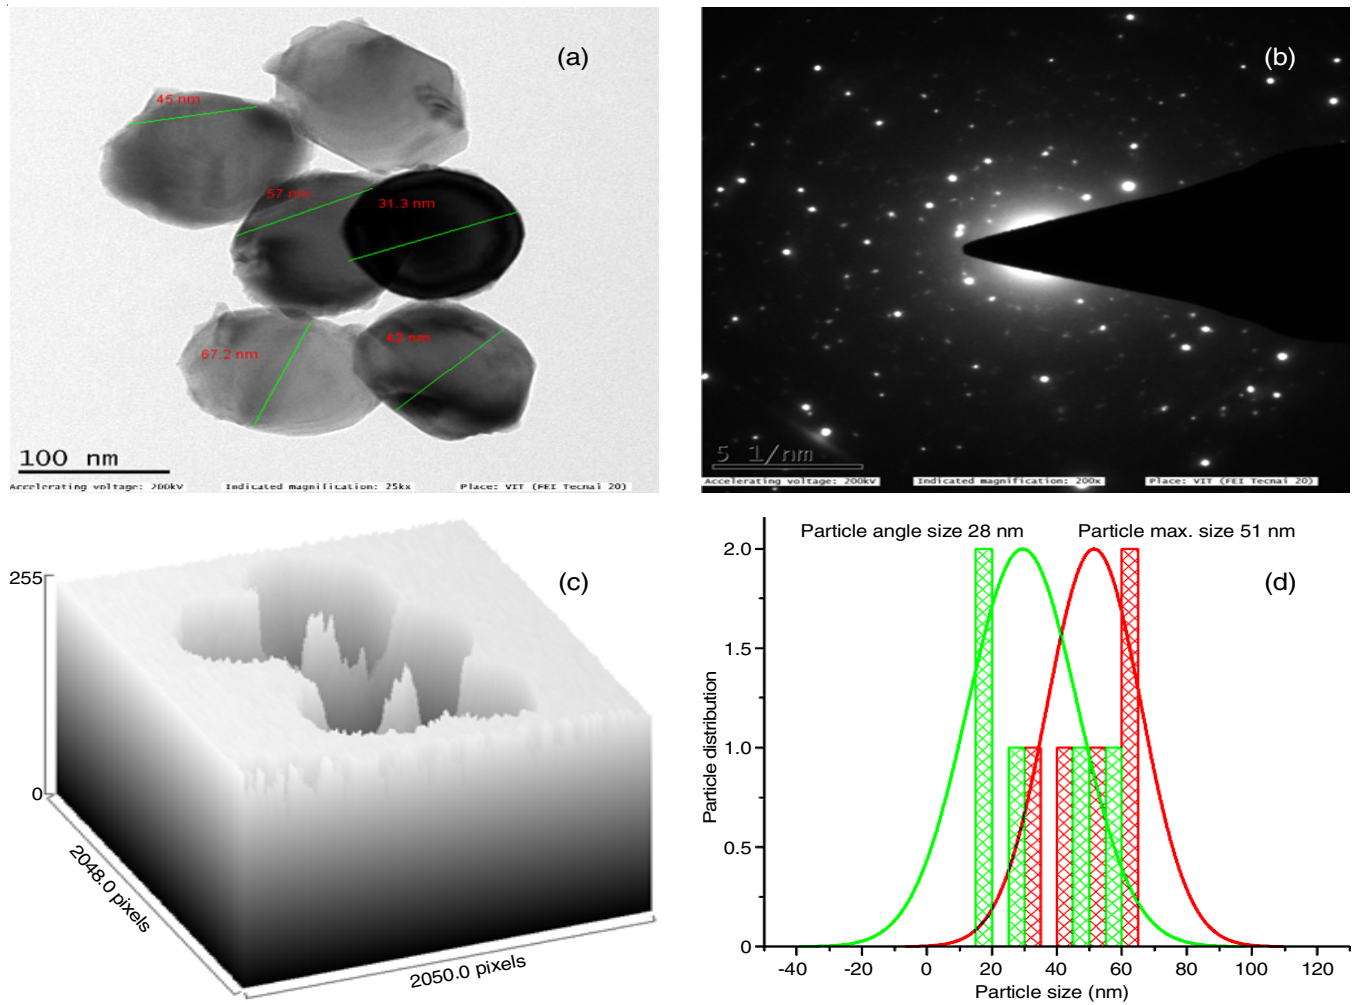 (a)
45 nm
57 nm
31.3 nm
67.2 nm
42 nm
100 nm
Accelerating voltage: 200kV Indicated magnification: 25kx Place: VIT (FEI Tecnai 20)
(b)
5 1/nm
Accelerating voltage: 200kV Indicated magnification: 200x Place: VIT (FEI Tecnai 20)
(c)
255
0
2048.0 pixels
2050.0 pixels
(d)
Particle angle size 28 nm Particle max. size 51 nm
Particle distribution
2.0
1.5
1.0
0.5
0
-40 -20 0 20 40 60 80 100 120
Particle size (nm)